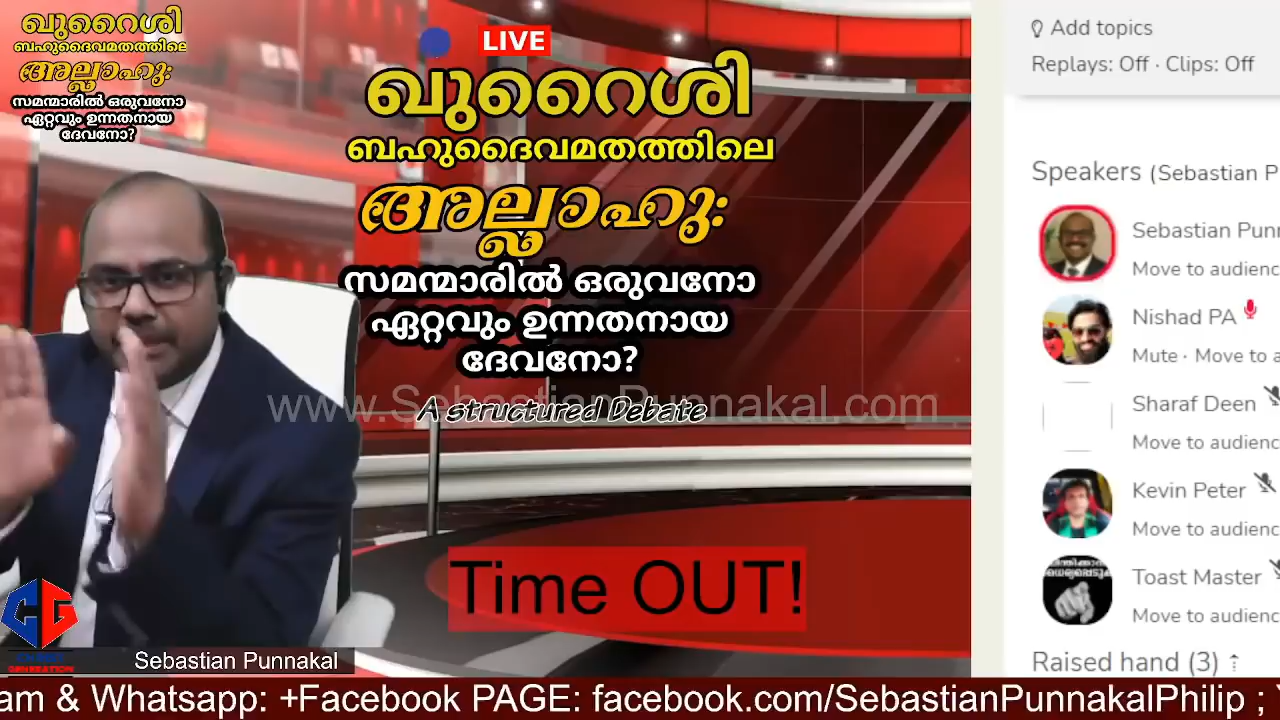 ഖുറൈശി
ബഹുദൈവമതത്തിലെ
അല്ലാഹു:
സമന്മാരിൽ ഒരുവനോ
ഏറ്റവും ഉന്നതനായ
ദേവനോ?
LIVE
ഖുറൈശി
ബഹുദൈവമതത്തിലെ
അല്ലാഹു:
സമന്മാരിൽ ഒരുവനോ
ഏറ്റവും ഉന്നതനായ
ദേവനോ?
www.SebastianPunnakal.com
A structured Debate
Time OUT!
CG
GENERATION
Sebastian Punnakal
am & Whatsapp: +Facebook PAGE: facebook.com/SebastianPunnakalPhilip ; Y
Add topics
Replays: Off · Clips: Off
Speakers (Sebastian P
Sebastian Punn
Move to audienc
Nishad PA
Mute · Move to a
Sharaf Deen
Move to audienc
Kevin Peter
Move to audienc
Toast Master
Move to audienc
Raised hand (3)